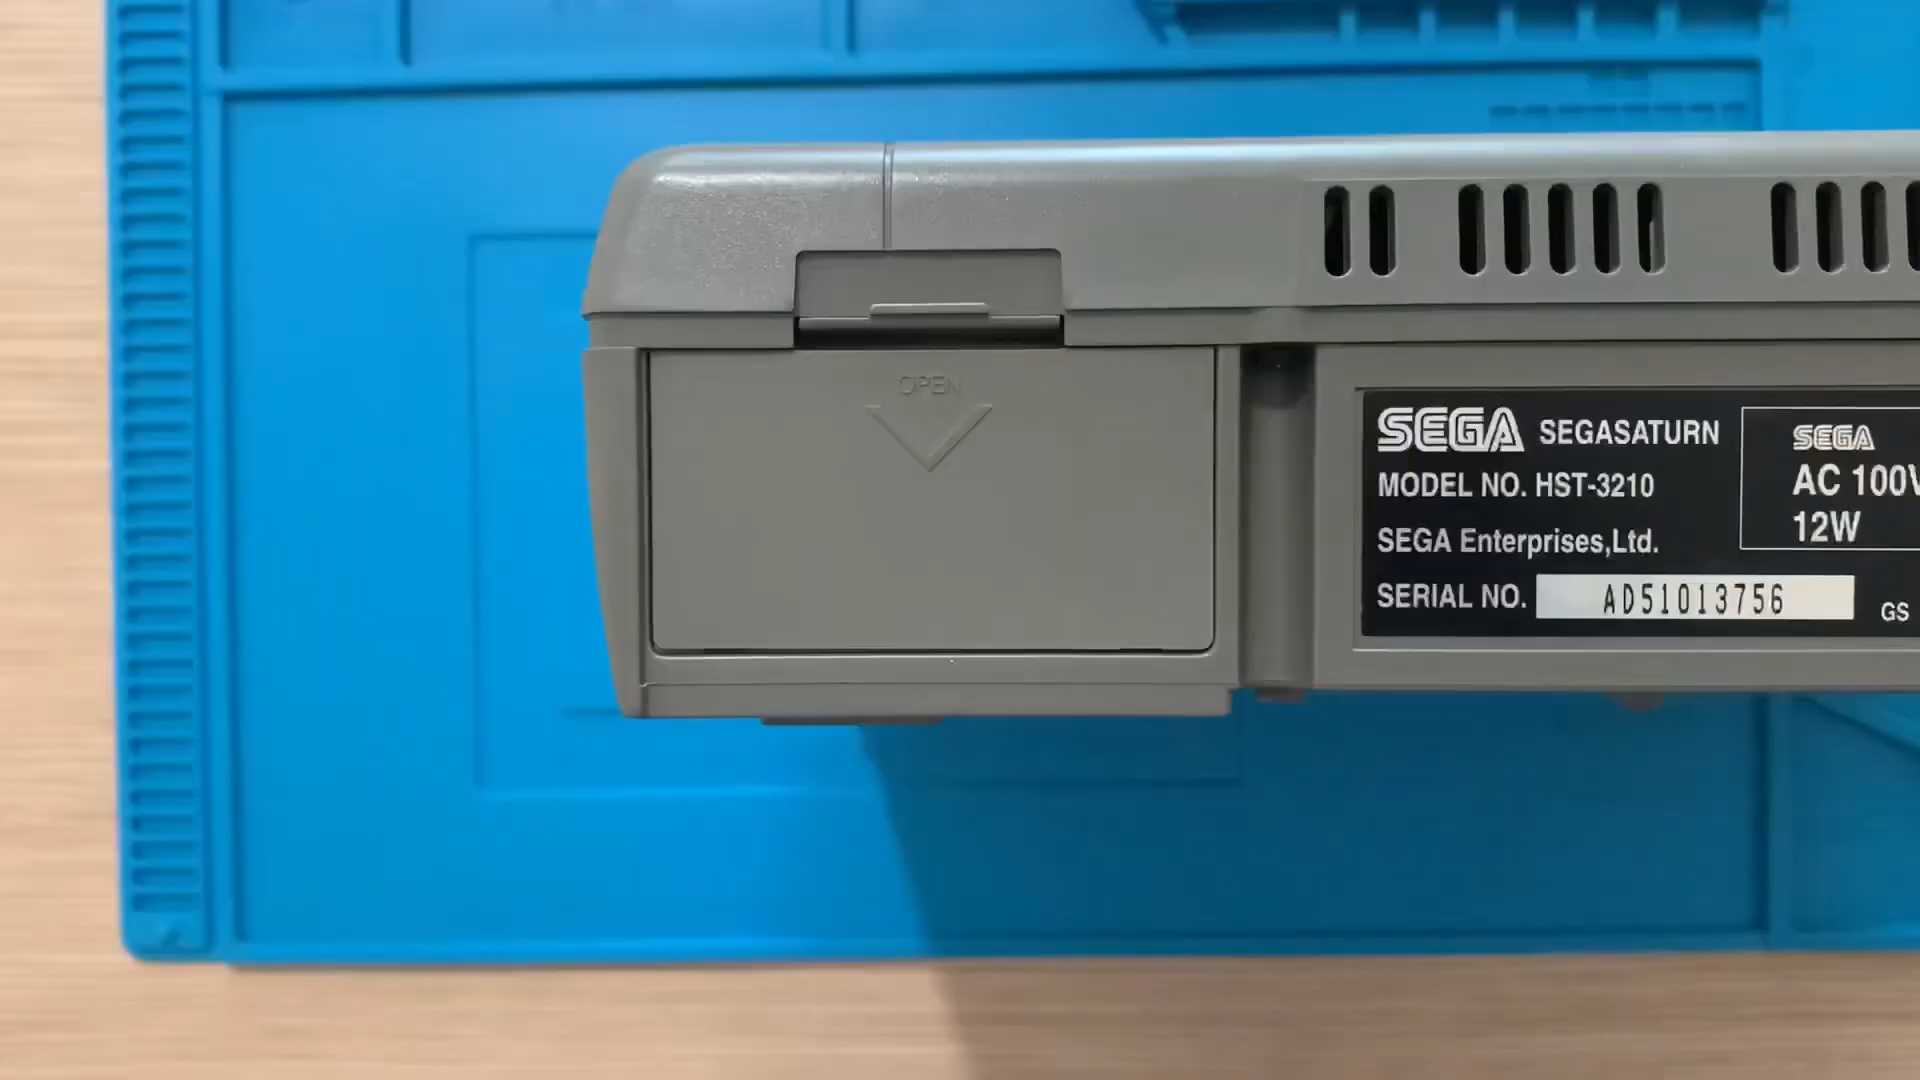 OPEN
SEGA SEGASATURN
MODEL NO. HST-3210
SEGA Enterprises,Ltd.
SERIAL NO. AD51013756
GS
SEGA
AC 100V
12W